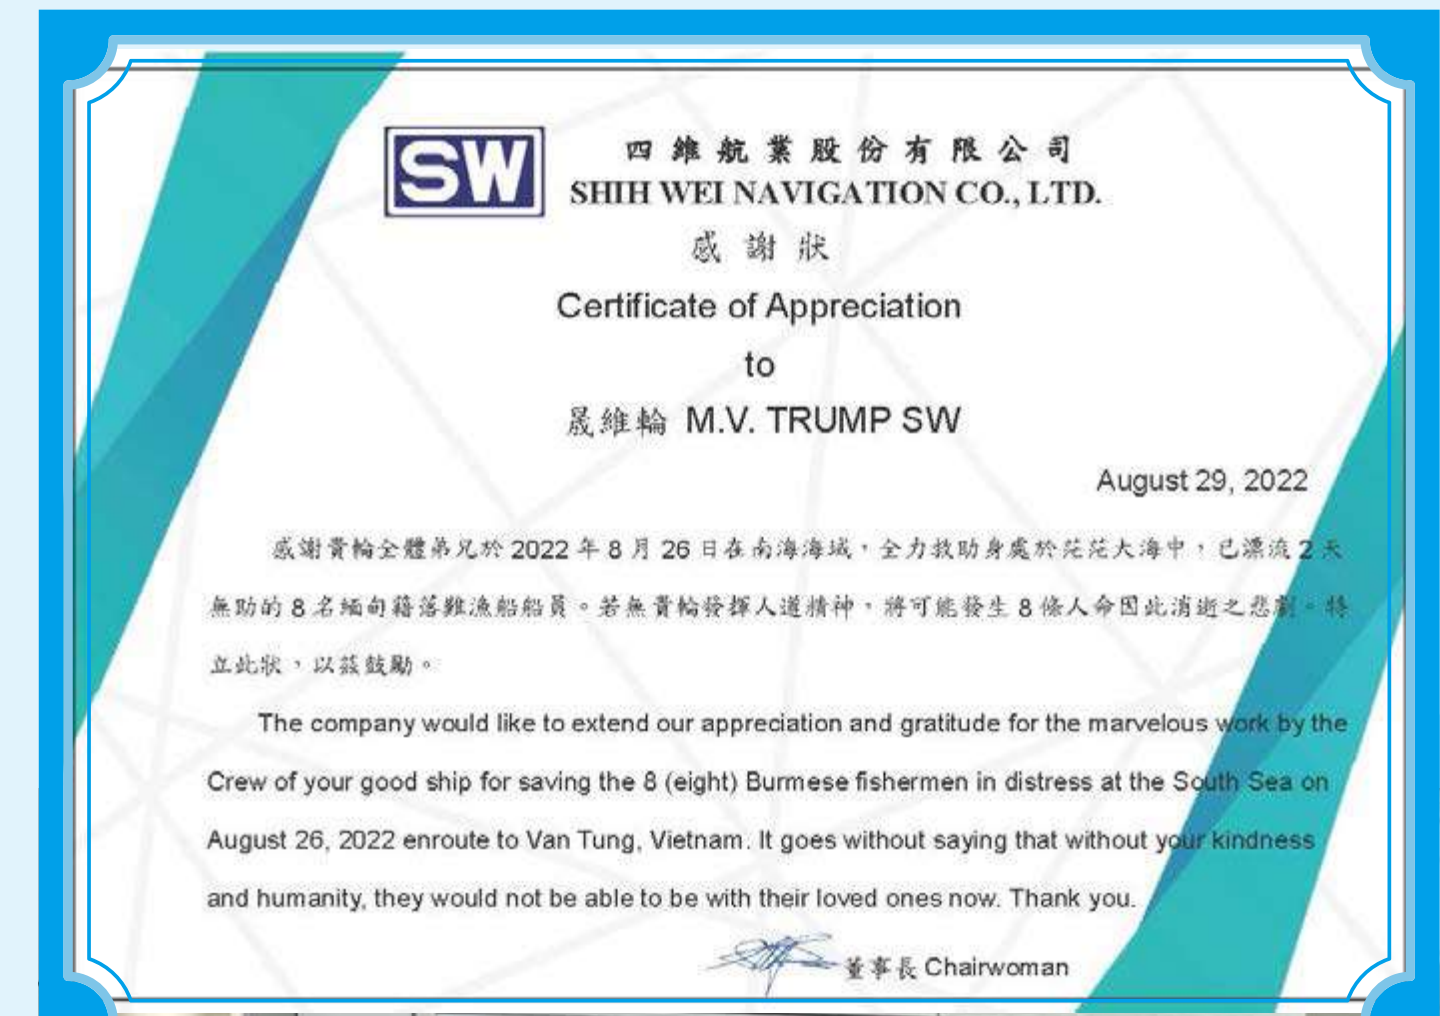 SW
四維航業股份有限公司
SHIH WEI NAVIGATION CO., LTD.
感謝狀
Certificate of Appreciation
to
晟維輪 M.V. TRUMP SW
August 29, 2022
感謝貴輪全體弟兄於 2022 年 8 月 26 日在南海海域，全力救助身處於茫茫大海中，已漂流 2 天
無助的 8 名緬甸籍落難漁船船員。若無貴輪發揮人道精神，將可能發生 8 條人命因此消逝之悲劇。特
立此狀，以茲鼓勵。
The company would like to extend our appreciation and gratitude for the marvelous work by the
Crew of your good ship for saving the 8 (eight) Burmese fishermen in distress at the South Sea on
August 26, 2022 enroute to Van Tung, Vietnam. It goes without saying that without your kindness
and humanity, they would not be able to be with their loved ones now. Thank you.
董事長 Chairwoman